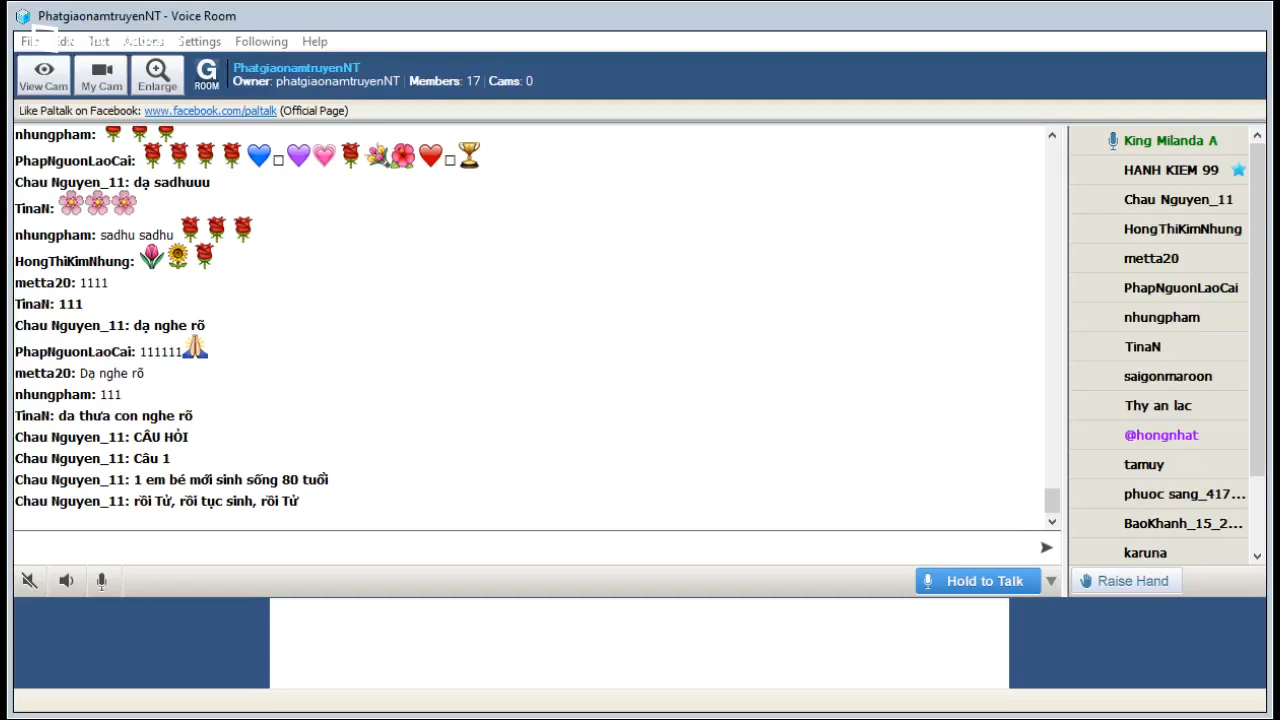 PhatgiaonamtruyenNT - Voice Room
Settings Following Help
View Cam
My Cam
Enlarge
G ROOM
PhatgiaonamtruyenNT
Owner: phatgiaonamtruyenNT | Members: 17 | Cams: 0
Like Paltalk on Facebook: www.facebook.com/paltalk (Official Page)
nhungpham:
PhapNguonLaoCai:
Chau Nguyen_11: dạ sadhuuu
TinaN:
nhungpham: sadhu sadhu
HongThiKimNhung:
metta20: 1111
TinaN: 111
Chau Nguyen_11: dạ nghe rõ
PhapNguonLaoCai: 111111
metta20: Dạ nghe rõ
nhungpham: 111
TinaN: da thưa con nghe rõ
Chau Nguyen_11: CÂU HỎI
Chau Nguyen_11: Câu 1
Chau Nguyen_11: 1 em bé mới sinh sống 80 tuổi
Chau Nguyen_11: rồi Tử, rồi tục sinh, rồi Tử
Hold to Talk
King Milanda A
HANH KIEM 99
Chau Nguyen_11
HongThiKimNhung
metta20
PhapNguonLaoCai
nhungpham
TinaN
saigonmaroon
Thy an lac
@hongnhat
tamuy
phuoc sang_417...
BaoKhanh_15_2...
karuna
Raise Hand